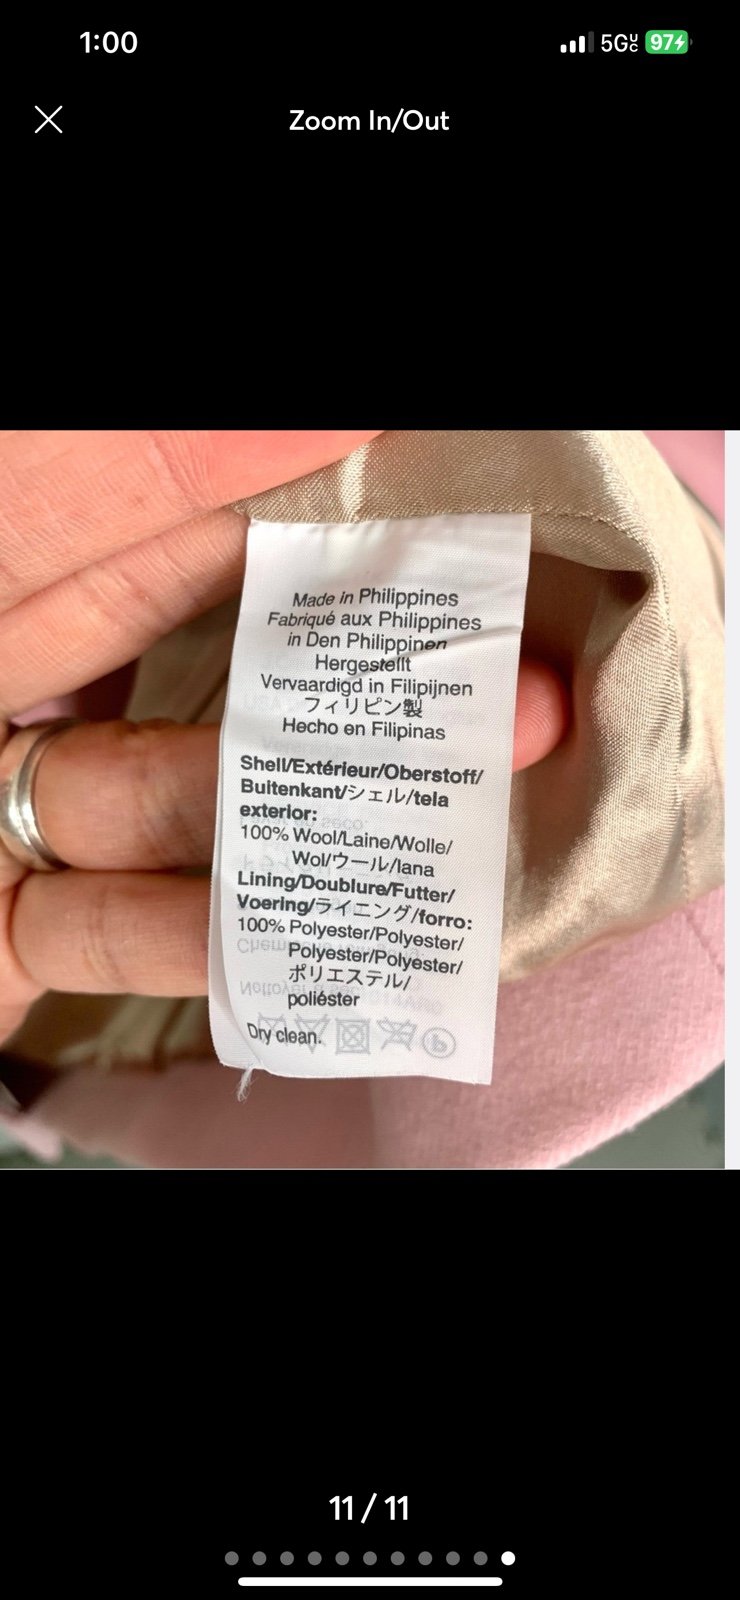 1:00
5GUC
97
Zoom In/Out
Made in Philippines
Fabriqué aux Philippines
in Den Philippinen
Hergestellt
Vervaardigd in Filipijnen
フィリピン製
Hecho en Filipinas
Shell/Extérieur/Oberstoff/
Buitenkant/シェル/tela
exterior:
100% Wool/Laine/Wolle/
Wol/ウール/lana
Lining/Doublure/Futter/
Voering/ライニング/forro:
100% Polyester/Polyester/
Polyester/Polyester/
ポリエステル/
poliéster
Dry clean.
11/11